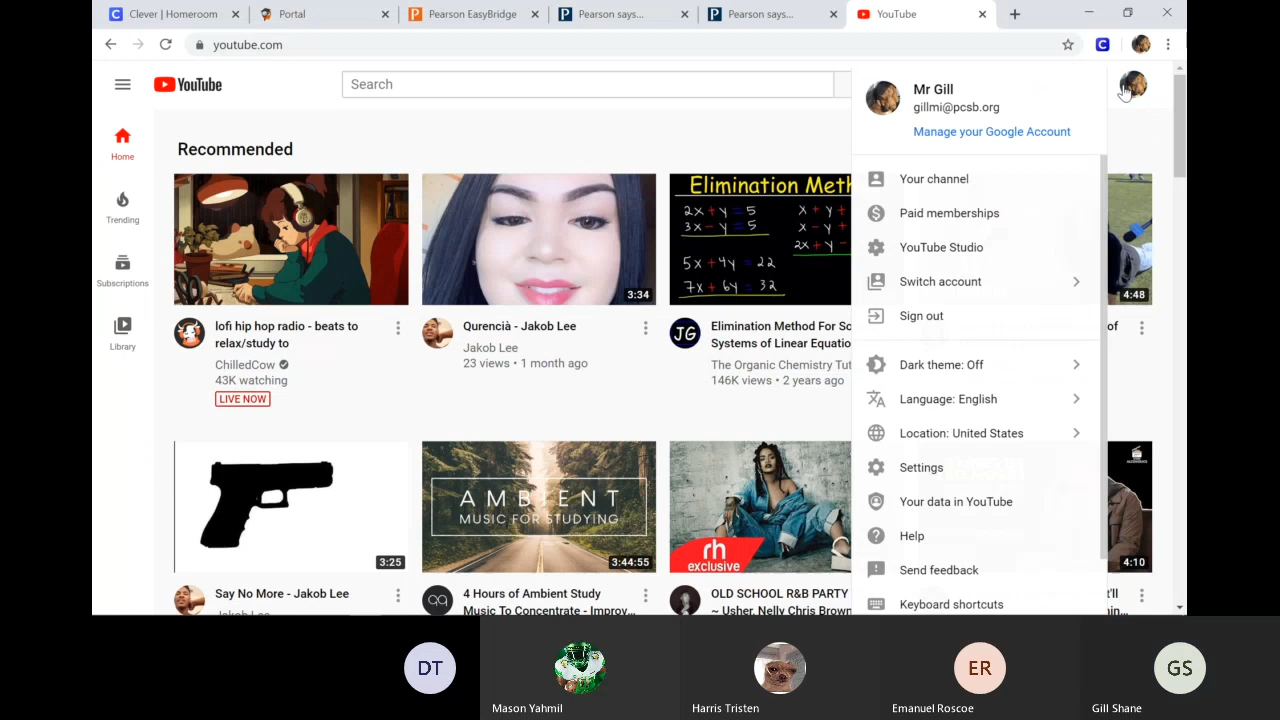 Clever | Homeroom
Portal
Pearson EasyBridge
Pearson says...
Pearson says...
YouTube
youtube.com
YouTube
Search
Mr Gill
gillmi@pcsb.org
Manage your Google Account
Home
Trending
Subscriptions
Library
Recommended
Elimination Meth
2x + y = 5
3x - y = 5
5x + 4y = 22
7x + 6y = 32
x + y +
x - y +
2x + y -
3:34
4:48
lofi hip hop radio - beats to
relax/study to
ChilledCow
43K watching
LIVE NOW
Qurencià - Jakob Lee
Jakob Lee
23 views • 1 month ago
JG
Elimination Method For So
Systems of Linear Equatio
The Organic Chemistry Tut
146K views • 2 years ago
of
Your channel
Paid memberships
YouTube Studio
Switch account
Sign out
Dark theme: Off
Language: English
Location: United States
Settings
Your data in YouTube
Help
Send feedback
Keyboard shortcuts
3:25
AMBIENT
MUSIC FOR STUDYING
3:44:55
rh
exclusive
4:10
Say No More - Jakob Lee
Jakob Lee
4 Hours of Ambient Study
Music To Concentrate - Improv...
OLD SCHOOL R&B PARTY
~ Usher, Nelly Chris Brown
I'll
in...
DT
Mason Yahmil
Harris Tristen
ER
Emanuel Roscoe
GS
Gill Shane